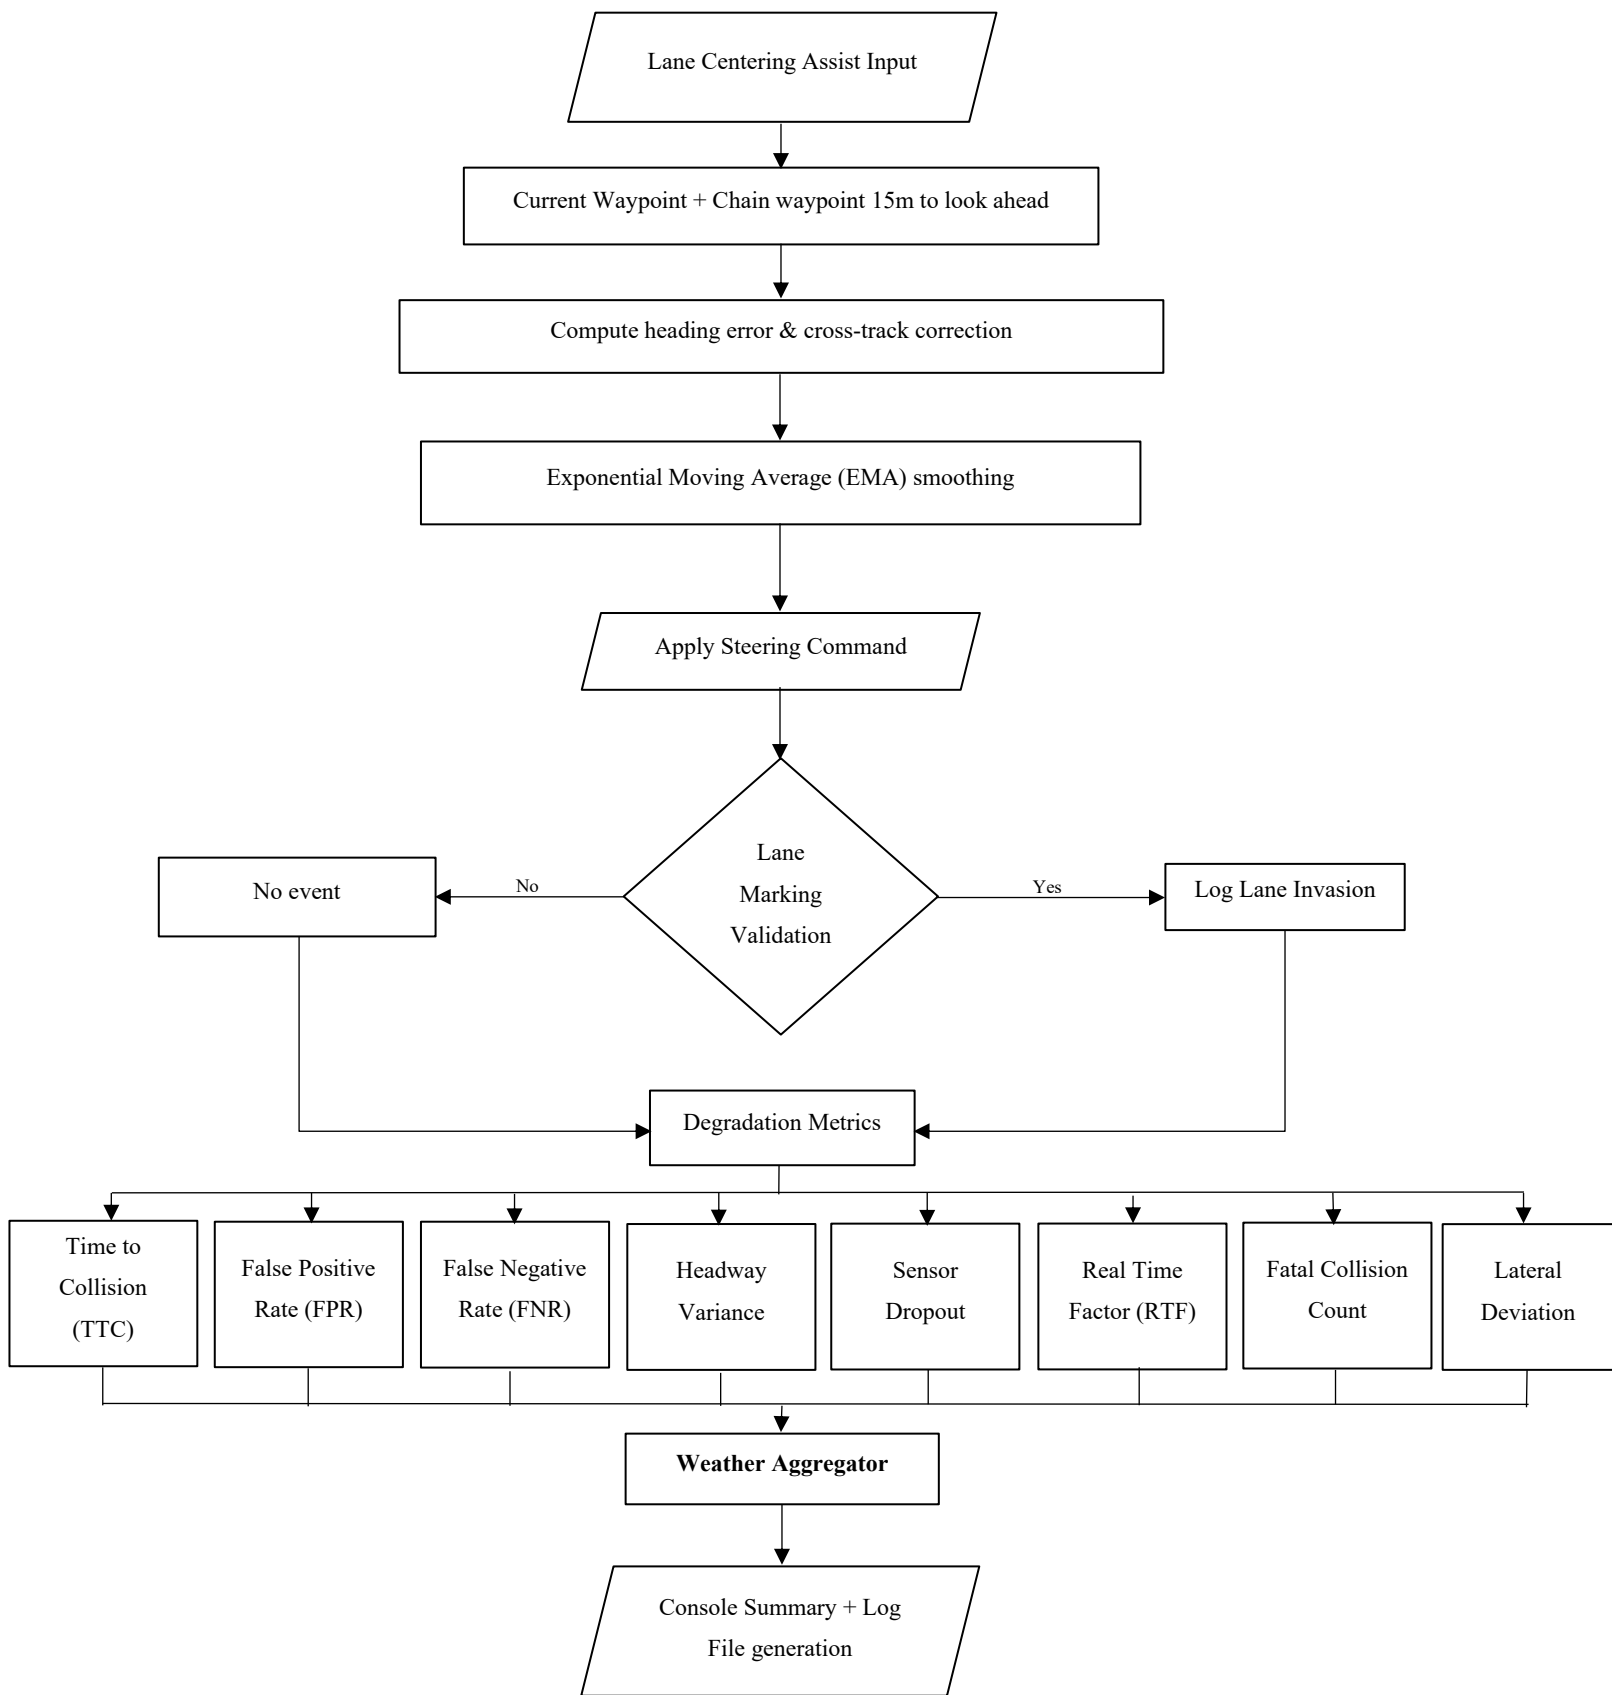 Lane Centering Assist Input
Current Waypoint + Chain waypoint 15m to look ahead
Compute heading error & cross-track correction
Exponential Moving Average (EMA) smoothing
Apply Steering Command
Lane
Marking
Validation
No event
No
Yes
Log Lane Invasion
Degradation Metrics
Time to
Collision
(TTC)
False Positive
Rate (FPR)
False Negative
Rate (FNR)
Headway
Variance
Sensor
Dropout
Real Time
Factor (RTF)
Fatal Collision
Count
Lateral
Deviation
Weather Aggregator
Console Summary + Log
File generation